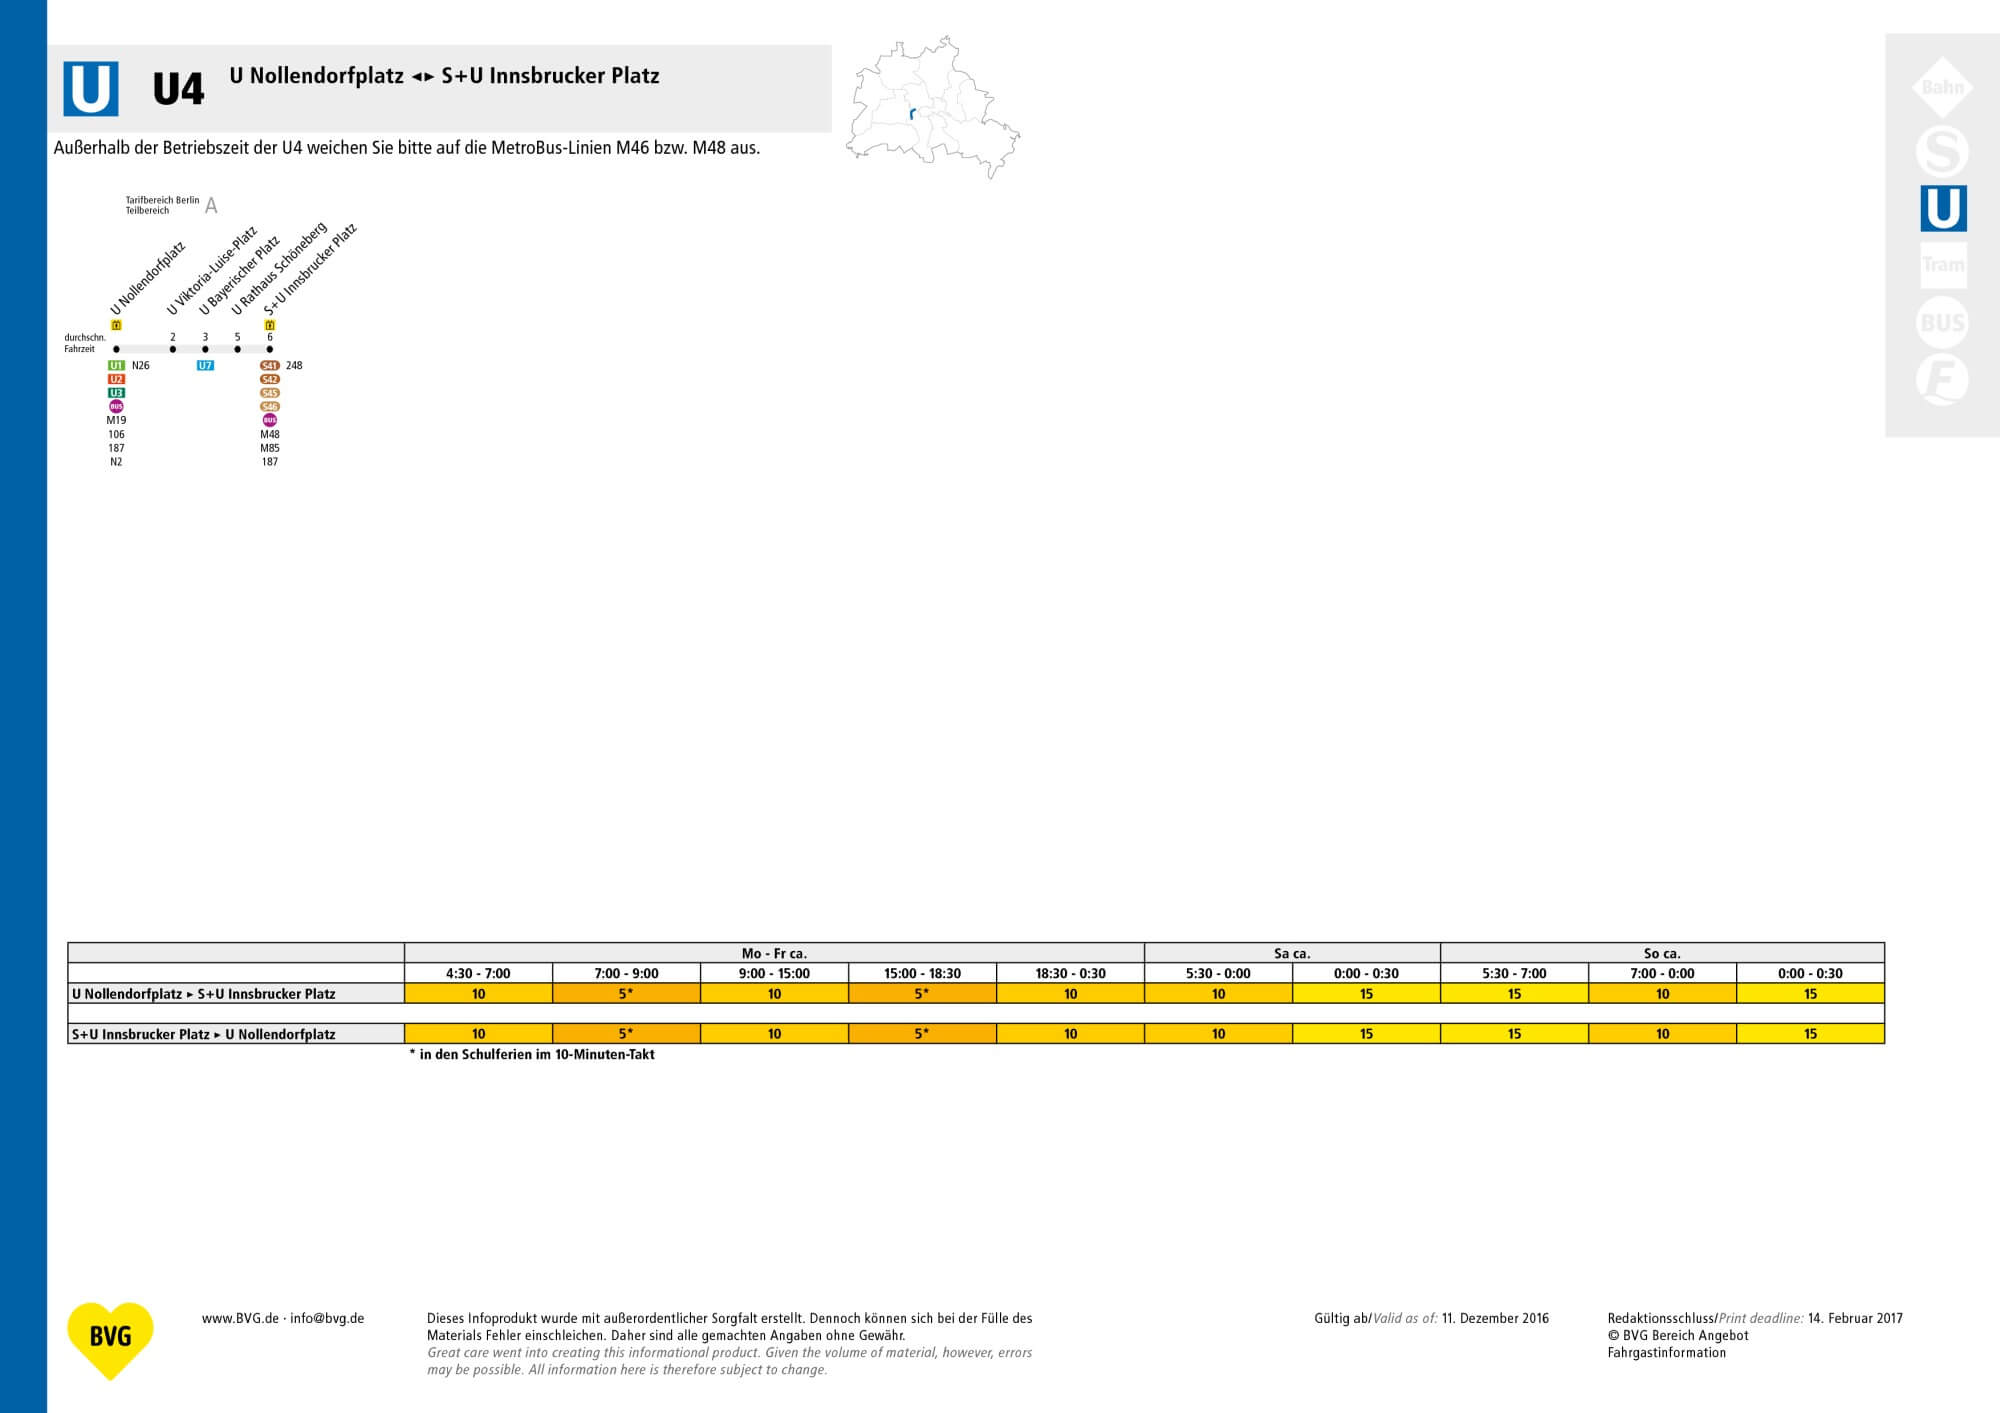 U U4 U Nollendorfplatz ◄► S+U Innsbrucker Platz
Außerhalb der Betriebszeit der U4 weichen Sie bitte auf die MetroBus-Linien M46 bzw. M48 aus.
Bahn
S
U
Tram
BUS
F
Tarifbereich Berlin A
Teilbereich
U Nollendorfplatz
U Viktoria-Luise-Platz
U Bayerischer Platz
U Rathaus Schöneberg
S+U Innsbrucker Platz
durchschn. 2 3 5 6
Fahrzeit
U1 N26 U7 S41 248
U2 S42
U3 S45
BUS S46
M19 BUS
106 M48
187 M85
N2 187
Mo - Fr ca. Sa ca. So ca.
4:30 - 7:00 7:00 - 9:00 9:00 - 15:00 15:00 - 18:30 18:30 - 0:30 5:30 - 0:00 0:00 - 0:30 5:30 - 7:00 7:00 - 0:00 0:00 - 0:30
U Nollendorfplatz ► S+U Innsbrucker Platz 10 5* 10 5* 10 10 15 15 10 15
S+U Innsbrucker Platz ► U Nollendorfplatz 10 5* 10 5* 10 10 15 15 10 15
* in den Schulferien im 10-Minuten-Takt
BVG
www.BVG.de · info@bvg.de
Dieses Infoprodukt wurde mit außerordentlicher Sorgfalt erstellt. Dennoch können sich bei der Fülle des
Materials Fehler einschleichen. Daher sind alle gemachten Angaben ohne Gewähr.
Great care went into creating this informational product. Given the volume of material, however, errors
may be possible. All information here is therefore subject to change.
Gültig ab/Valid as of: 11. Dezember 2016
Redaktionsschluss/Print deadline: 14. Februar 2017
© BVG Bereich Angebot
Fahrgastinformation